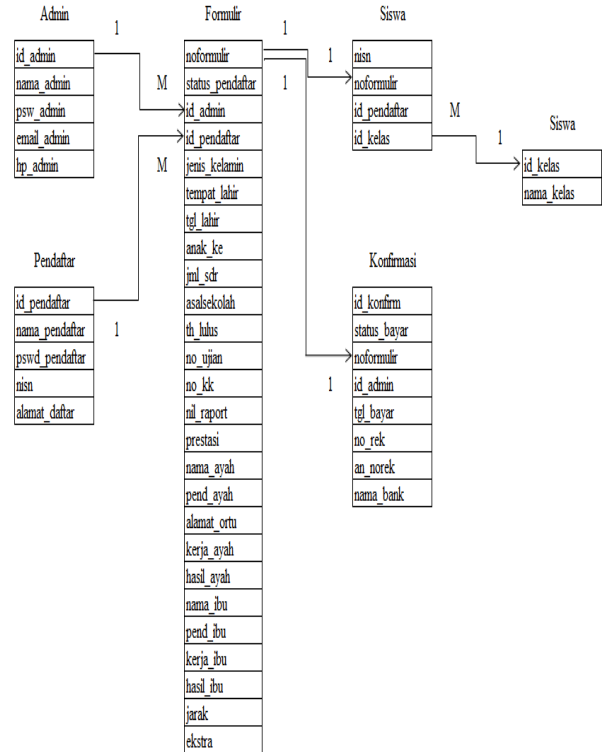 Admin
id_admin
nama_admin
psw_admin
email_admin
hp_admin
1
M
Formulir
noformulir
status_pendaftar
id_admin
id_pendaftar
jenis_kelamin
tempat_lahir
tgl_lahir
anak_ke
jml_sdr
asalsekolah
th_lulus
no_ujian
no_kk
nil_raport
prestasi
nama_ayah
pend_ayah
alamat_ortu
kerja_ayah
hasil_ayah
nama_ibu
pend_ibu
kerja_ibu
hasil_ibu
jarak
ekstra
M
1
Pendaftar
id_pendaftar
nama_pendaftar
pswd_pendaftar
nisn
alamat_daftar
1
1
1
1
Siswa
nisn
noformulir
id_pendaftar
id_kelas
M
1
Siswa
id_kelas
nama_kelas
Konfirmasi
id_konfirm
status_bayar
noformulir
id_admin
tgl_bayar
no_rek
an_norek
nama_bank